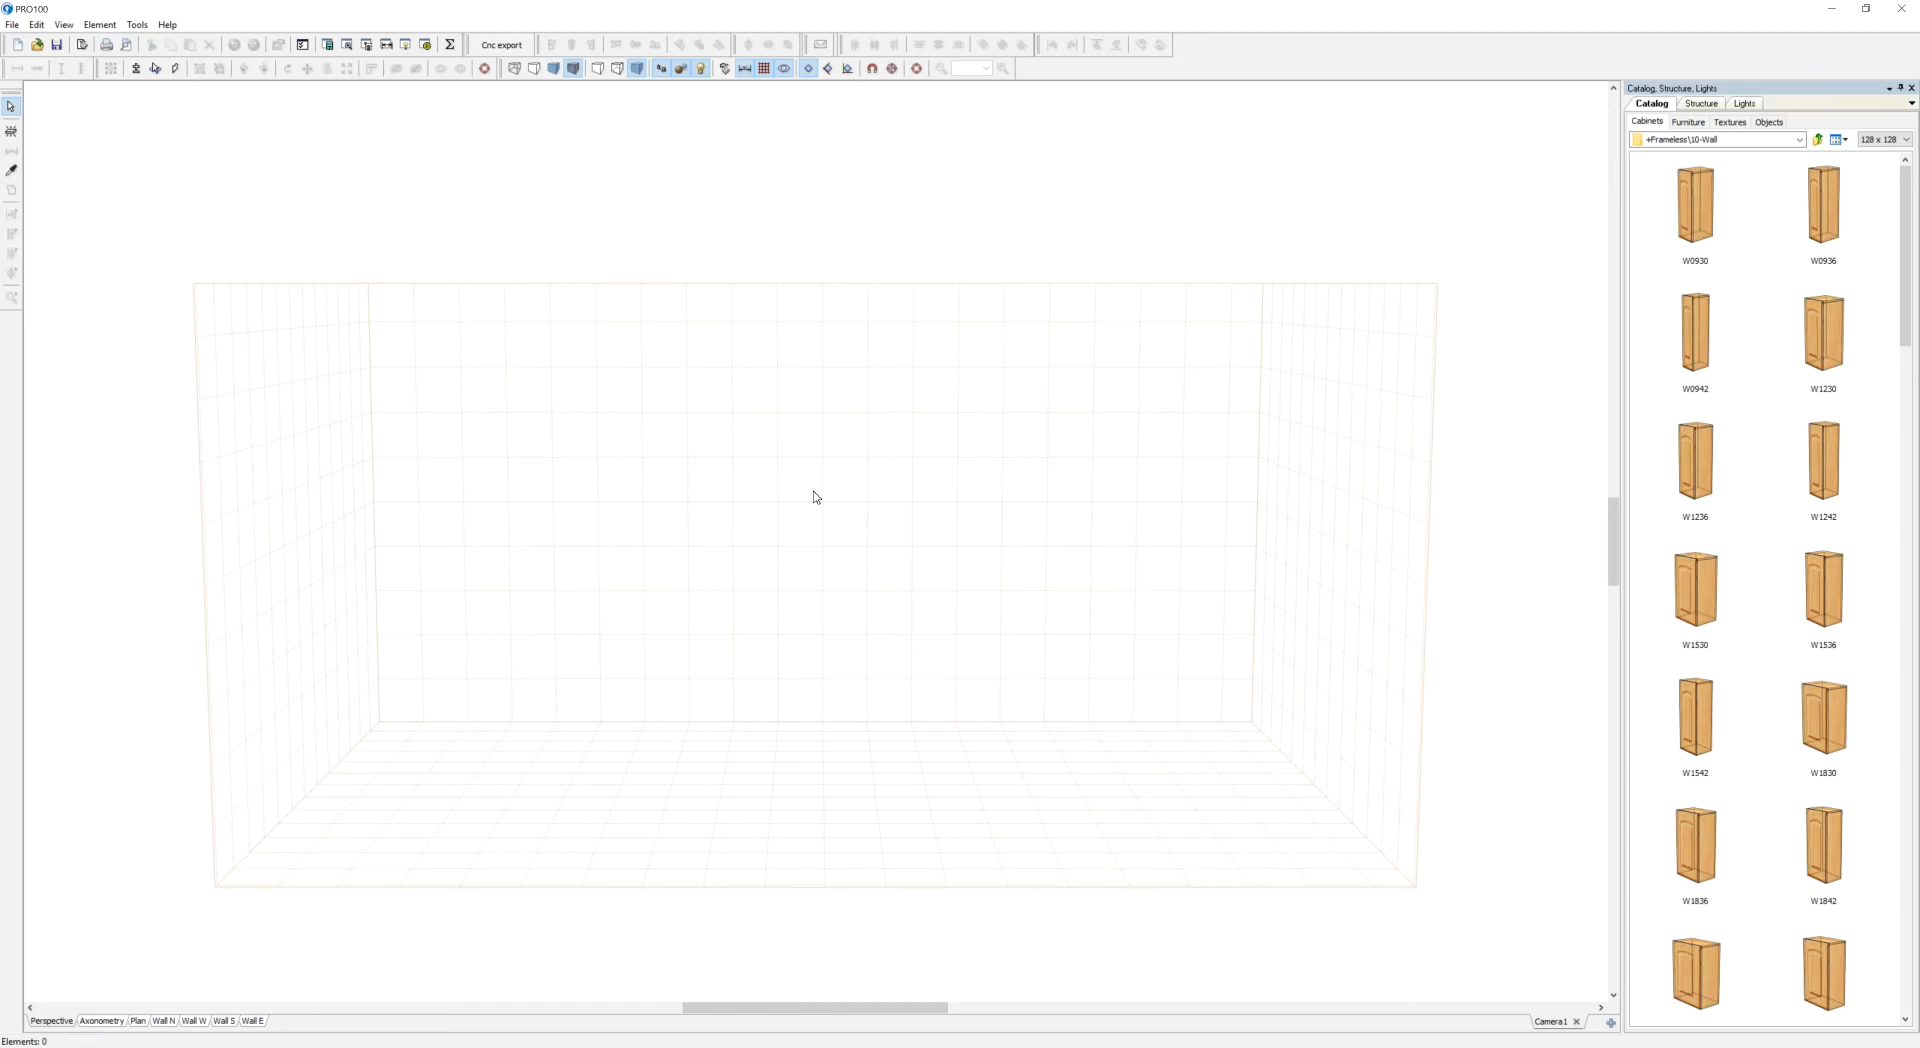 PRO100
File Edit View Element Tools Help
Cnc export
Catalog, Structure, Lights
Catalog Structure Lights
Cabinets Furniture Textures Objects
+Frameless\10-Wall 128 x 128
W0930 W0936
W0942 W1230
W1236 W1242
W1530 W1536
W1542 W1830
W1836 W1842
Perspective Axonometry Plan Wall N Wall W Wall S Wall E
Camera1
Elements: 0